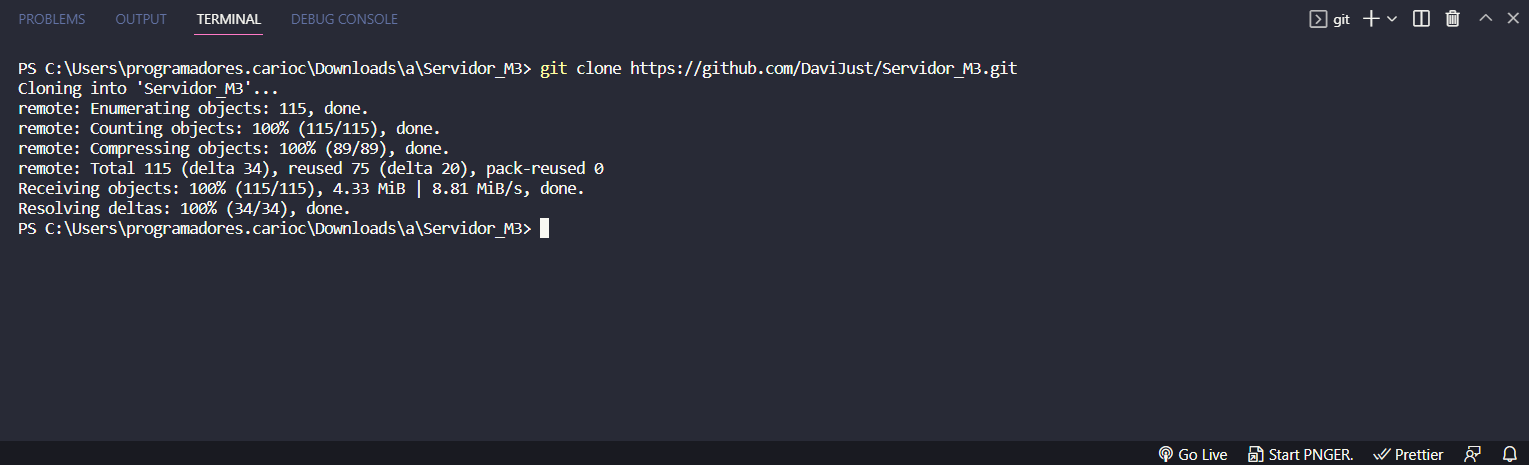 PROBLEMS OUTPUT TERMINAL DEBUG CONSOLE git
PS C:\Users\programadores.carioc\Downloads\a\Servidor_M3> git clone https://github.com/DaviJust/Servidor_M3.git
Cloning into 'Servidor_M3'...
remote: Enumerating objects: 115, done.
remote: Counting objects: 100% (115/115), done.
remote: Compressing objects: 100% (89/89), done.
remote: Total 115 (delta 34), reused 75 (delta 20), pack-reused 0
Receiving objects: 100% (115/115), 4.33 MiB | 8.81 MiB/s, done.
Resolving deltas: 100% (34/34), done.
PS C:\Users\programadores.carioc\Downloads\a\Servidor_M3>
Go Live Start PNGER. Prettier